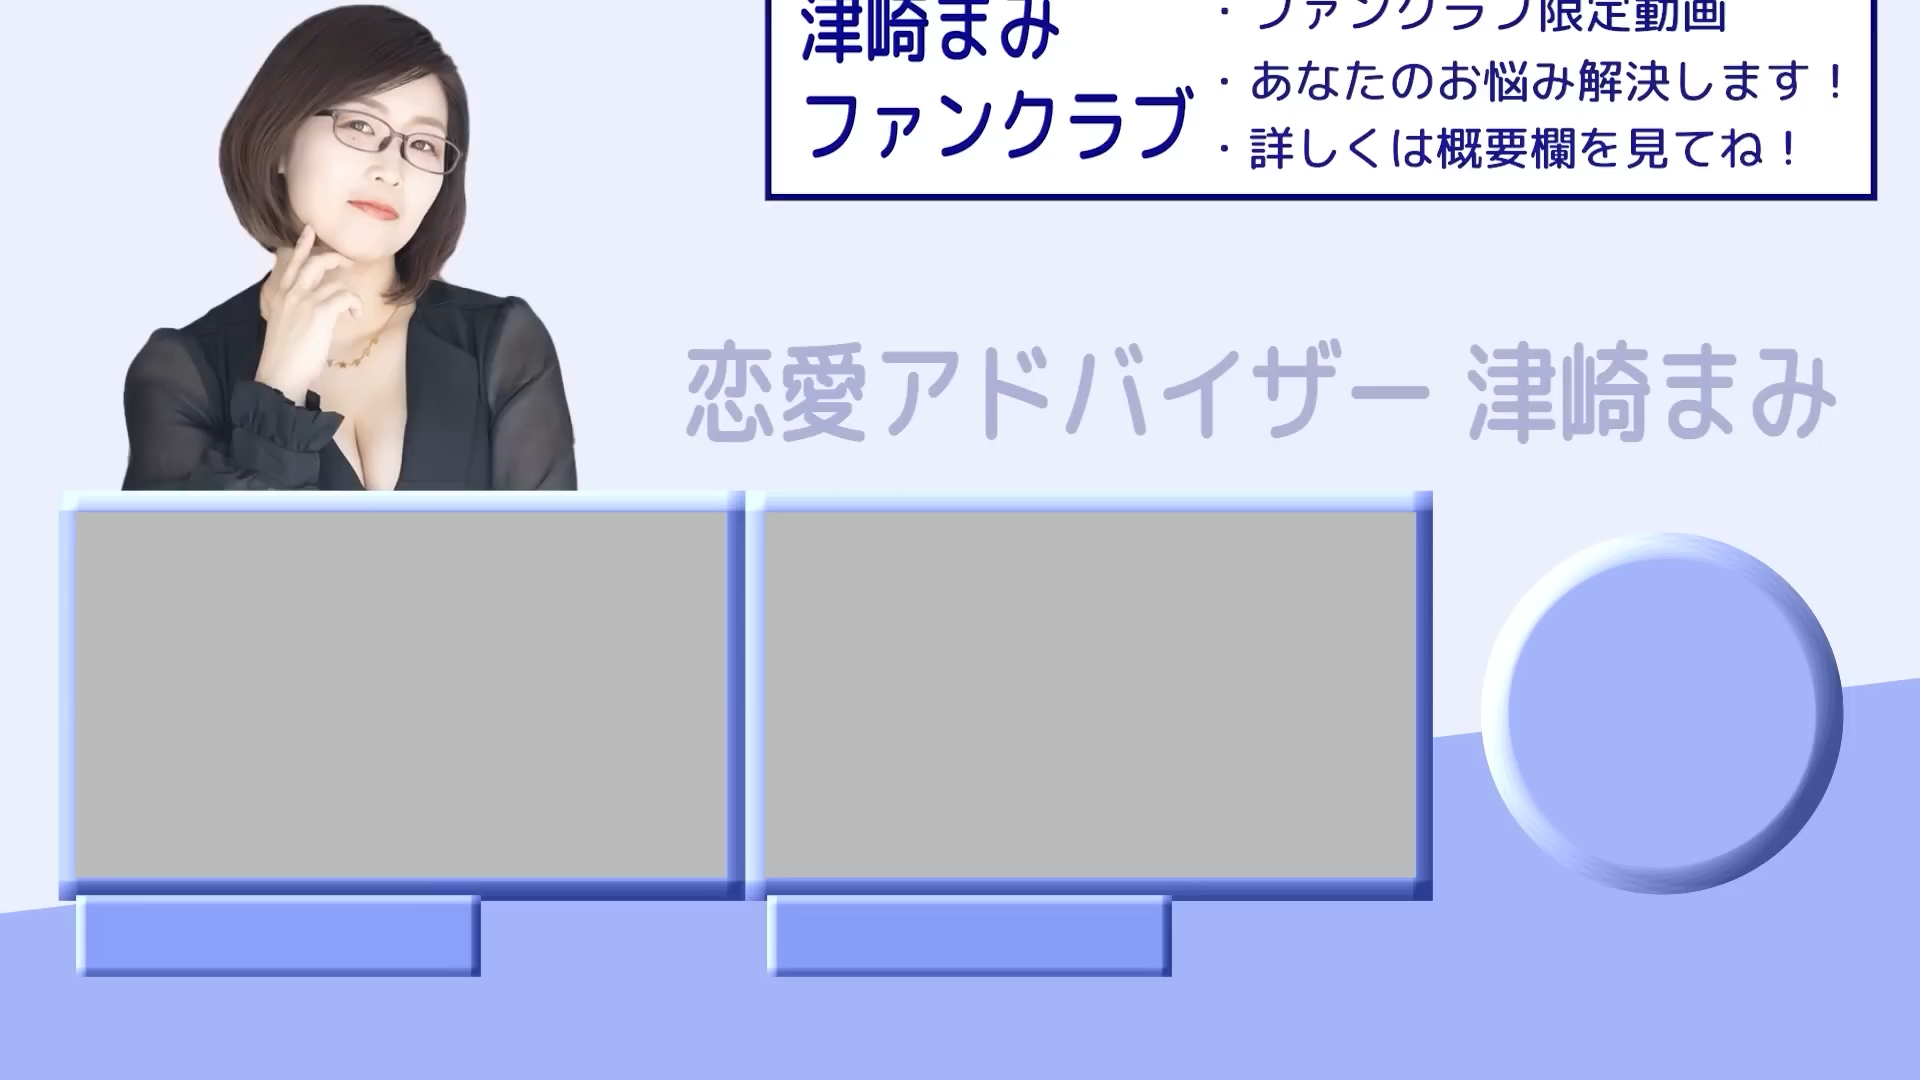 津崎まみ
ファンクラブ
・ファンクラブ限定動画
・あなたのお悩み解決します！
・詳しくは概要欄を見てね！
恋愛アドバイザー 津崎まみ